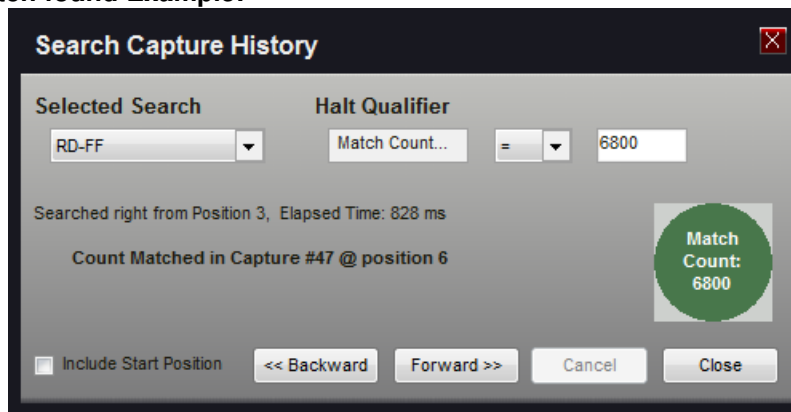 found Example:
Search Capture History
Selected Search Halt Qualifier
RD-FF Match Count... = 6800
Searched right from Position 3, Elapsed Time: 828 ms
Count Matched in Capture #47 @ position 6
Match
Count:
6800
Include Start Position << Backward Forward >> Cancel Close